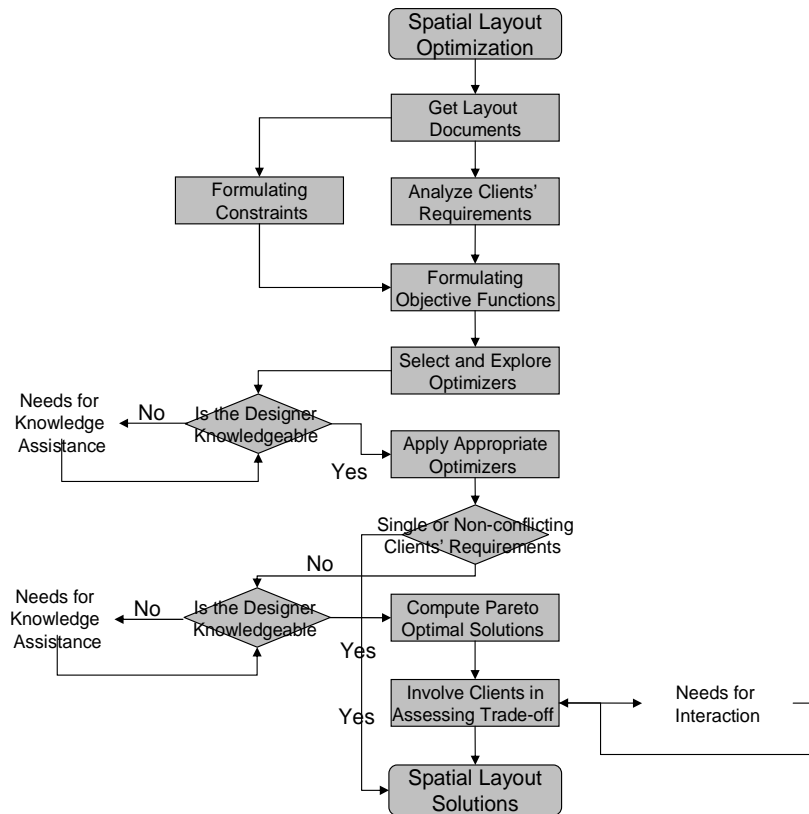 Spatial Layout
Optimization
Get Layout
Documents
Formulating
Constraints
Analyze Clients'
Requirements
Formulating
Objective Functions
Select and Explore
Optimizers
Needs for
Knowledge
Assistance
No
Is the Designer
Knowledgeable
Yes
Apply Appropriate
Optimizers
Single or Non-conflicting
Clients' Requirements
No
Needs for
Knowledge
Assistance
No
Is the Designer
Knowledgeable
Yes
Compute Pareto
Optimal Solutions
Involve Clients in
Assessing Trade-off
Needs for
Interaction
Yes
Spatial Layout
Solutions